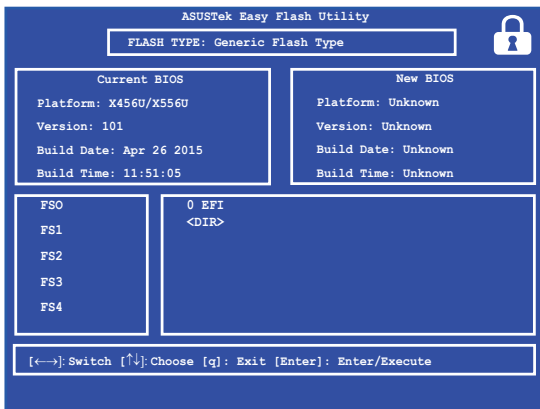 ASUSTek Easy Flash Utility
FLASH TYPE: Generic Flash Type
Current BIOS
Platform: X456U/X556U
Version: 101
Build Date: Apr 26 2015
Build Time: 11:51:05
New BIOS
Platform: Unknown
Version: Unknown
Build Date: Unknown
Build Time: Unknown
FSO
FS1
FS2
FS3
FS4
0 EFI
<DIR>
[←→]: Switch [↑↓]: Choose [q]: Exit [Enter]: Enter/Execute